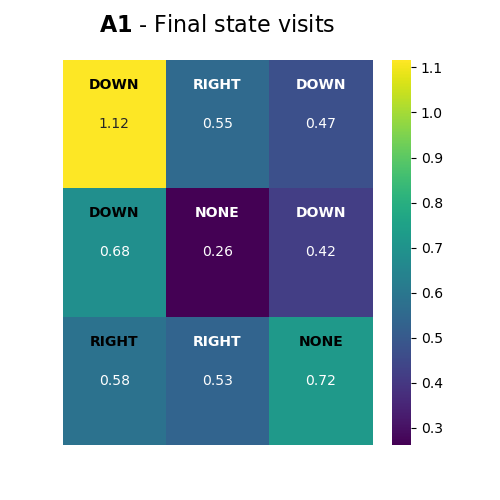 A1 - Final state visits
DOWN RIGHT DOWN
1.12 0.55 0.47
DOWN NONE DOWN
0.68 0.26 0.42
RIGHT RIGHT NONE
0.58 0.53 0.72
1.1
1.0
0.9
0.8
0.7
0.6
0.5
0.4
0.3